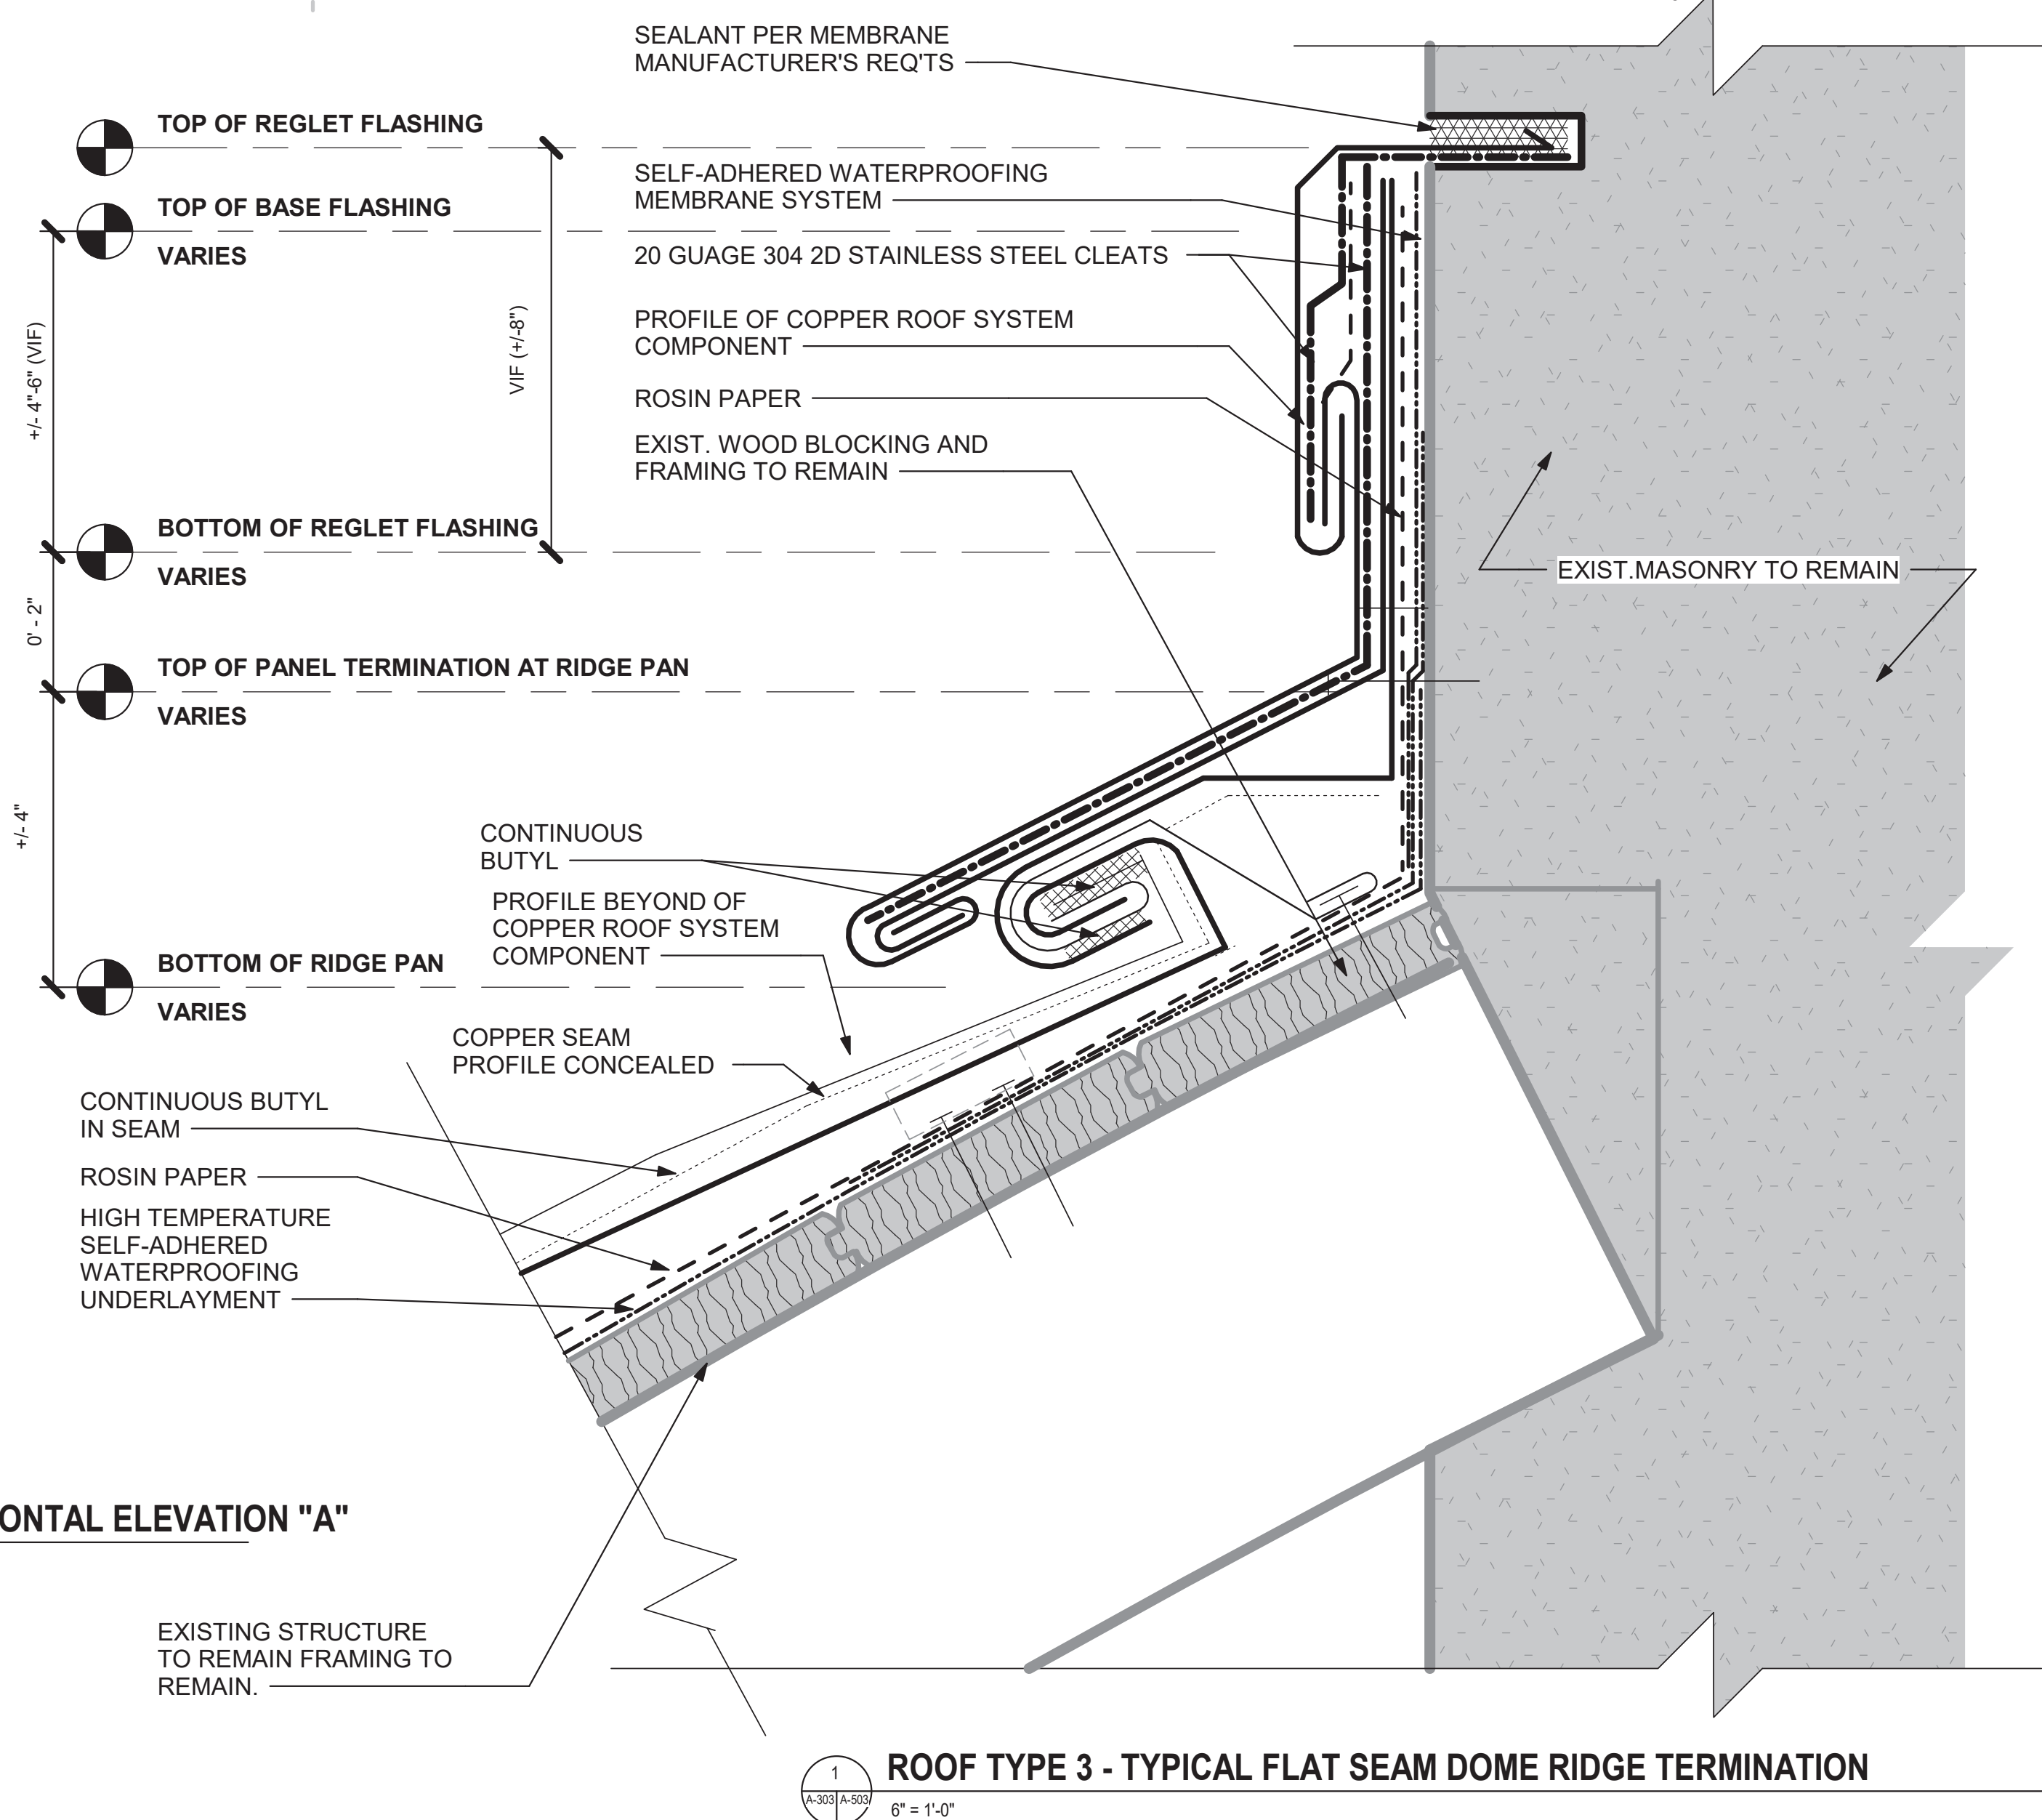 SEALANT PER MEMBRANE
MANUFACTURER'S REQ'TS
TOP OF REGLET FLASHING
SELF-ADHERED WATERPROOFING
MEMBRANE SYSTEM
TOP OF BASE FLASHING
VARIES
20 GUAGE 304 2D STAINLESS STEEL CLEATS
+/- 4"-6" (VIF)
VIF (+/-8")
PROFILE OF COPPER ROOF SYSTEM
COMPONENT
ROSIN PAPER
EXIST. WOOD BLOCKING AND
FRAMING TO REMAIN
BOTTOM OF REGLET FLASHING
VARIES
EXIST.MASONRY TO REMAIN
0' - 2"
TOP OF PANEL TERMINATION AT RIDGE PAN
VARIES
+/- 4"
CONTINUOUS
BUTYL
PROFILE BEYOND OF
COPPER ROOF SYSTEM
COMPONENT
BOTTOM OF RIDGE PAN
VARIES
COPPER SEAM
PROFILE CONCEALED
CONTINUOUS BUTYL
IN SEAM
ROSIN PAPER
HIGH TEMPERATURE
SELF-ADHERED
WATERPROOFING
UNDERLAYMENT
ONTAL ELEVATION "A"
EXISTING STRUCTURE
TO REMAIN FRAMING TO
REMAIN.
1
A-303 A-503
ROOF TYPE 3 - TYPICAL FLAT SEAM DOME RIDGE TERMINATION
6" = 1'-0"